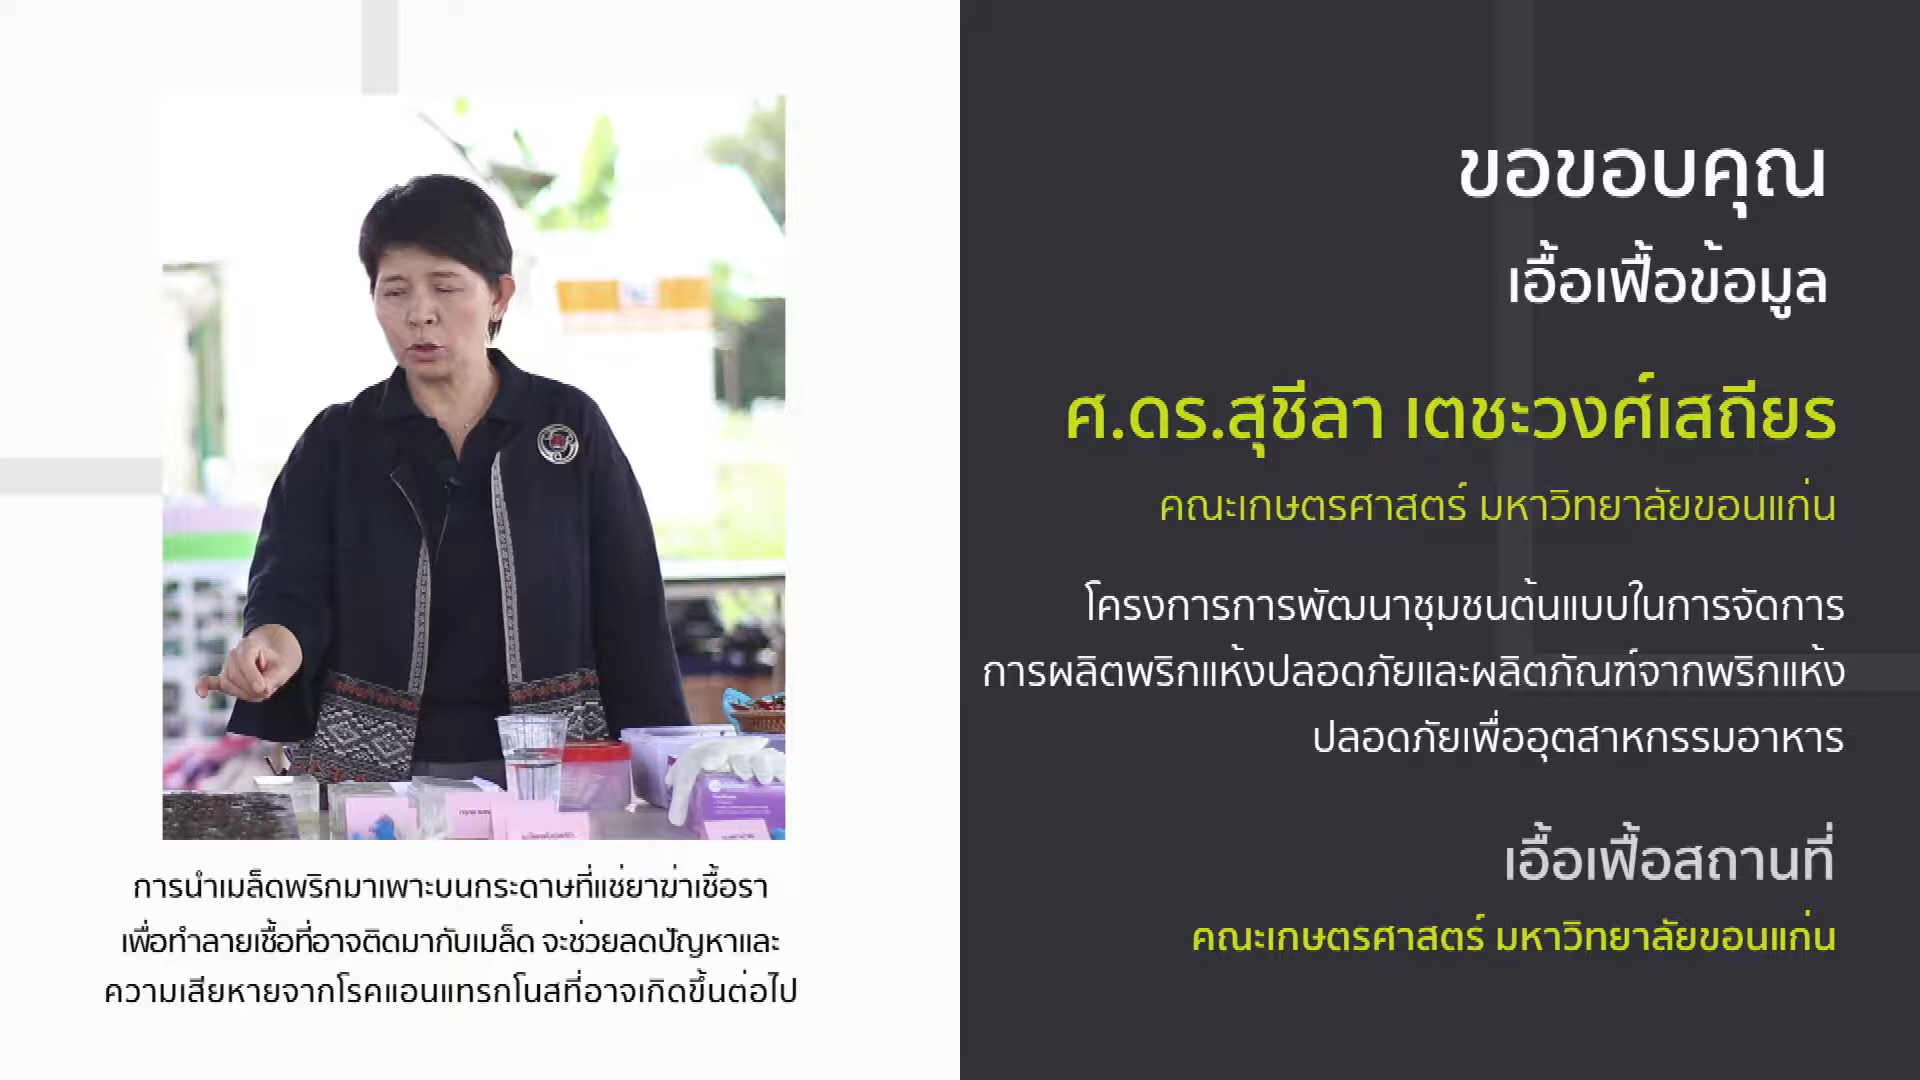 การนำเมล็ดพริกมาเพาะบนกระดาษที่แช่ยาฆ่าเชื้อรา
เพื่อทำลายเชื้อที่อาจติดมากับเมล็ด จะช่วยลดปัญหาและ
ความเสียหายจากโรคแอนแทรกโนสที่อาจเกิดขึ้นต่อไป
ขอขอบคุณ
เอื้อเฟื้อข้อมูล
ศ.ดร.สุชีลา เตชะวงศ์เสถียร
คณะเกษตรศาสตร์ มหาวิทยาลัยขอนแก่น
โครงการการพัฒนาชุมชนต้นแบบในการจัดการ
การผลิตพริกแห้งปลอดภัยและผลิตภัณฑ์จากพริกแห้ง
ปลอดภัยเพื่ออุตสาหกรรมอาหาร
เอื้อเฟื้อสถานที่
คณะเกษตรศาสตร์ มหาวิทยาลัยขอนแก่น